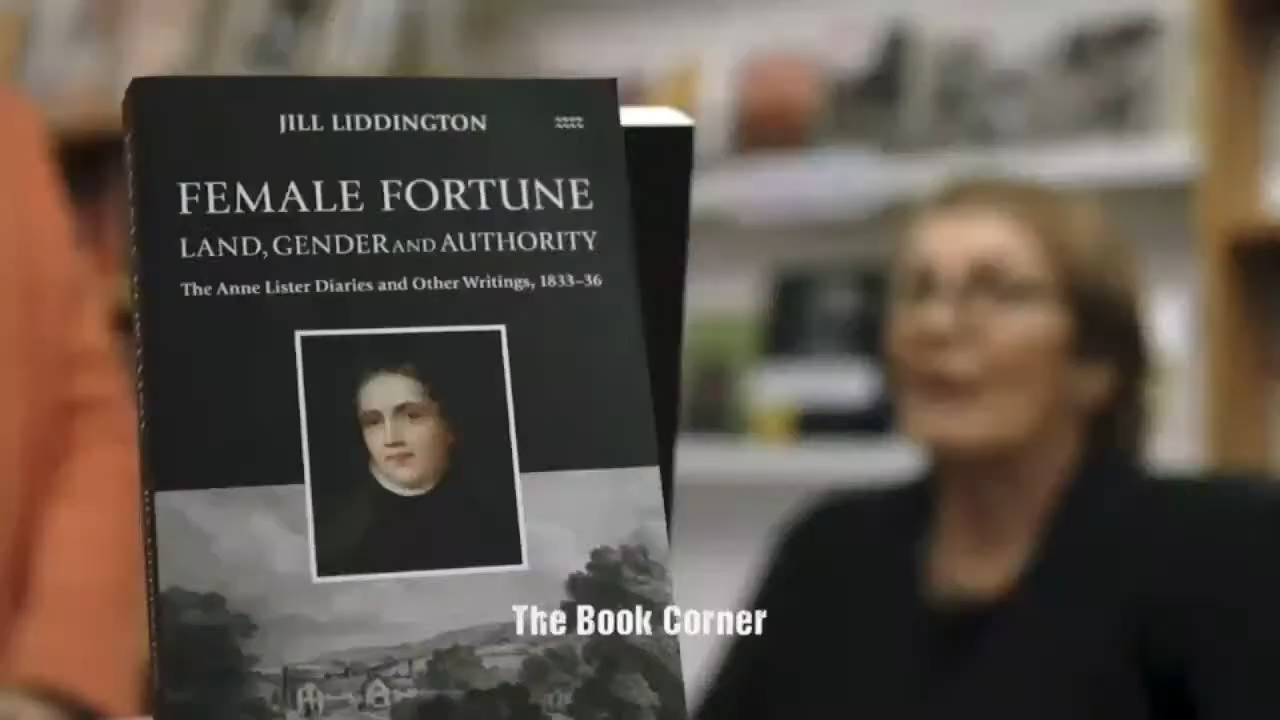 JILL LIDDINGTON
FEMALE FORTUNE
LAND, GENDER AND AUTHORITY
The Anne Lister Diaries and Other Writings, 1833–36
The Book Corner